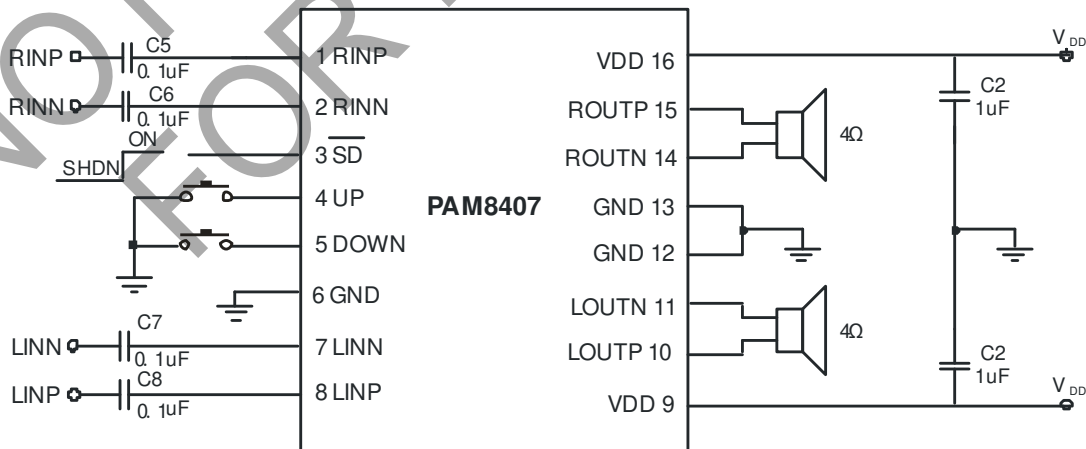 RINP
C5
0.1uF
1 RINP
RINN
C6
0.1uF
2 RINN
ON
SHDN
3 SD
4 UP
5 DOWN
6 GND
LINN
C7
0.1uF
7 LINN
LINP
C8
0.1uF
8 LINP
PAM8407
VDD 16
VDD
C2
1uF
ROUTP 15
4Ω
ROUTN 14
GND 13
GND 12
LOUTN 11
4Ω
LOUTP 10
C2
1uF
VDD 9
VDD
FOR